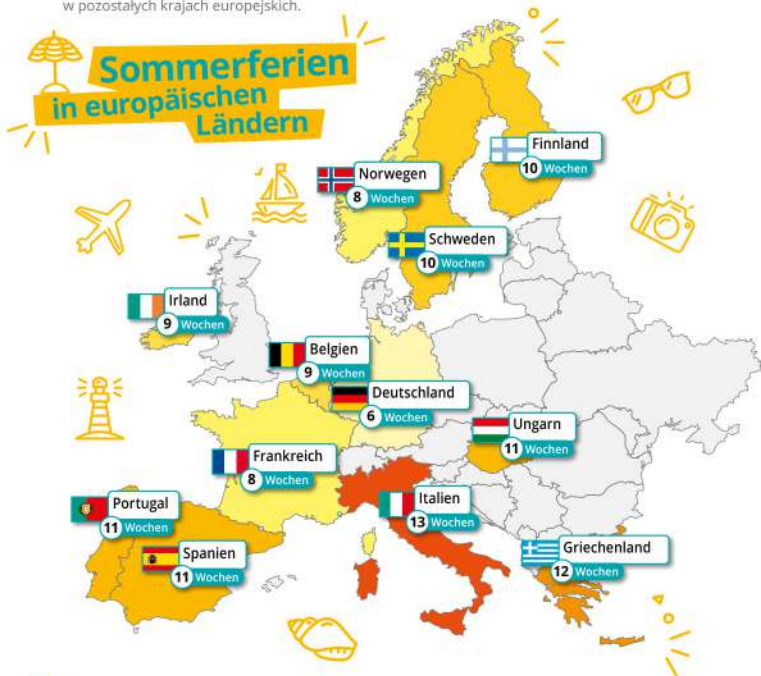 w pozostałych krajach europejskich.
Sommerferien
in europäischen
Ländern
Finnland
10 Wochen
Norwegen
8 Wochen
Schweden
10 Wochen
Irland
9 Wochen
Belgien
9 Wochen
Deutschland
6 Wochen
Ungarn
11 Wochen
Frankreich
8 Wochen
Italien
13 Wochen
Portugal
11 Wochen
Spanien
11 Wochen
Griechenland
12 Wochen